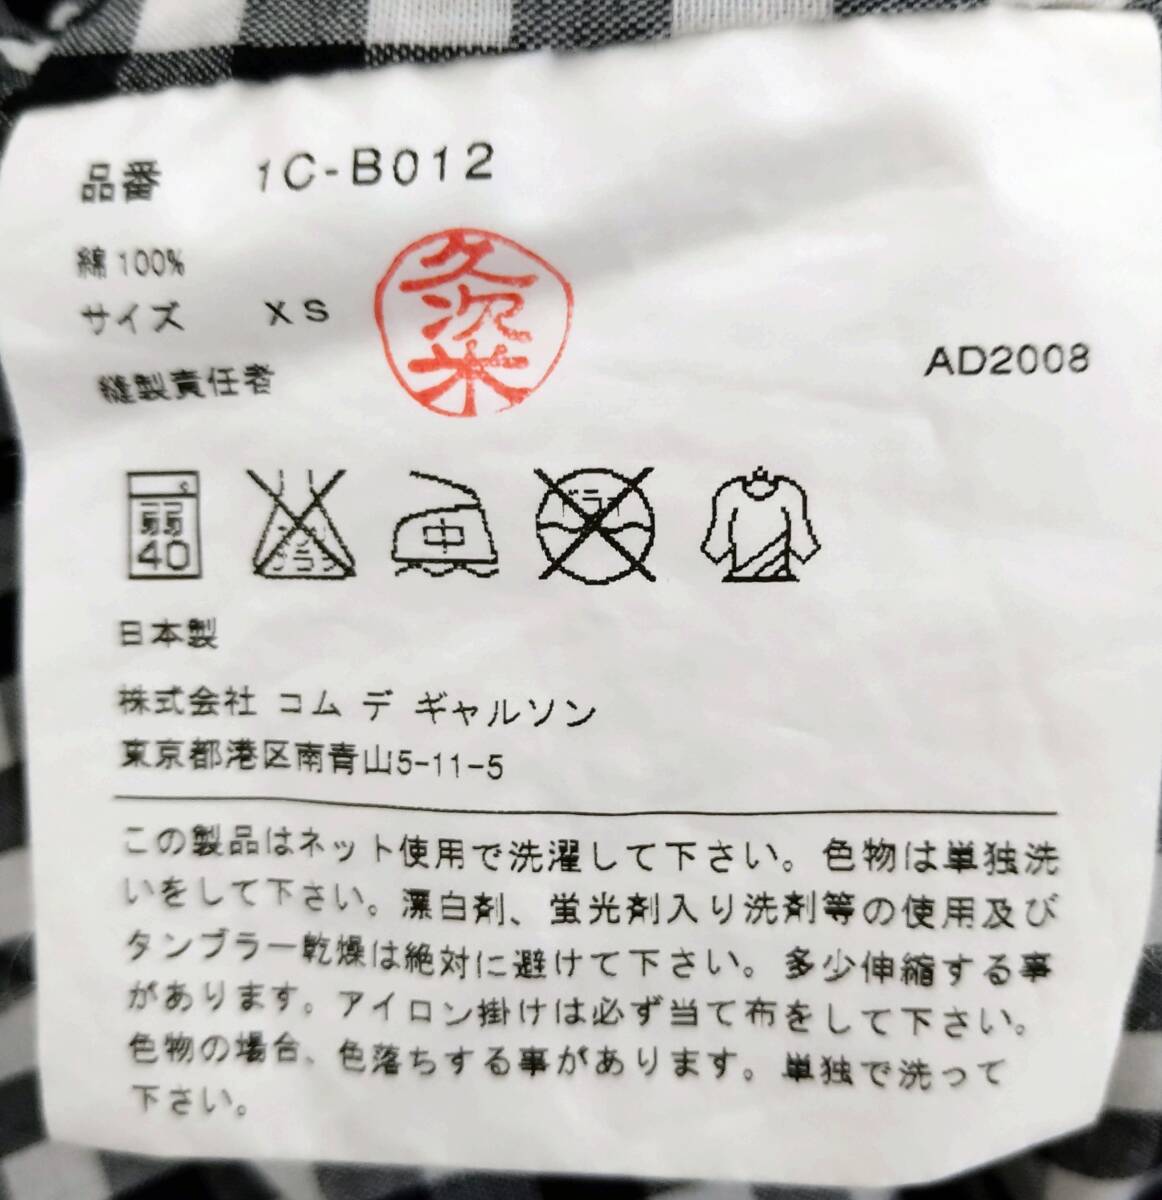 品番 1C-B012
綿100%
サイズ XS
久次米
縫製責任者
AD2008
弱
40
中
ドライ
日本製
株式会社 コム デ ギャルソン
東京都港区南青山5-11-5
この製品はネット使用で洗濯して下さい。色物は単独洗
いをして下さい。漂白剤、蛍光剤入り洗剤等の使用及び
タンブラー乾燥は絶対に避けて下さい。多少伸縮する事
があります。アイロン掛けは必ず当て布をして下さい。
色物の場合、色落ちする事があります。単独で洗って
下さい。